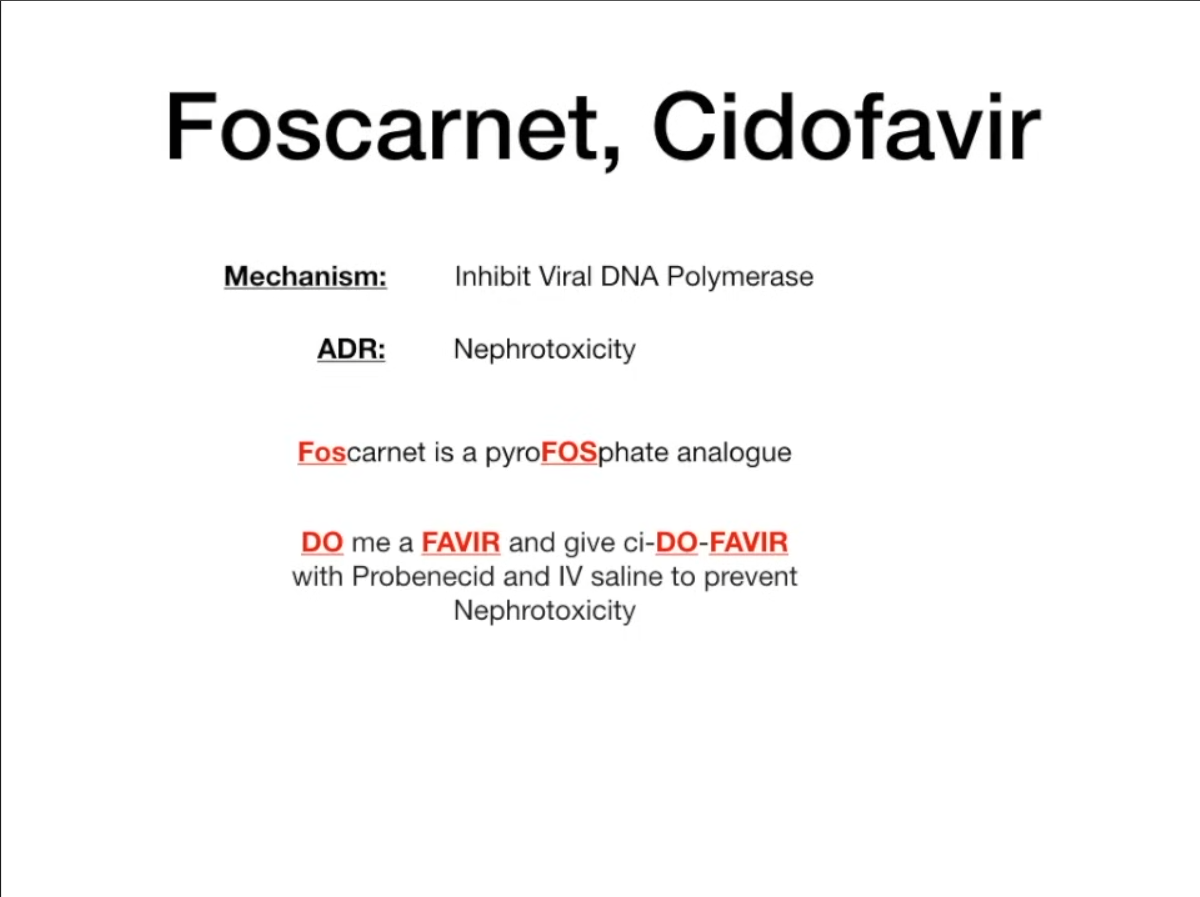 Foscarnet, Cidofavir
Mechanism: Inhibit Viral DNA Polymerase
ADR: Nephrotoxicity
Foscarnet is a pyroFOSphate analogue
DO me a FAVIR and give ci-DO-FAVIR
with Probenecid and IV saline to prevent
Nephrotoxicity